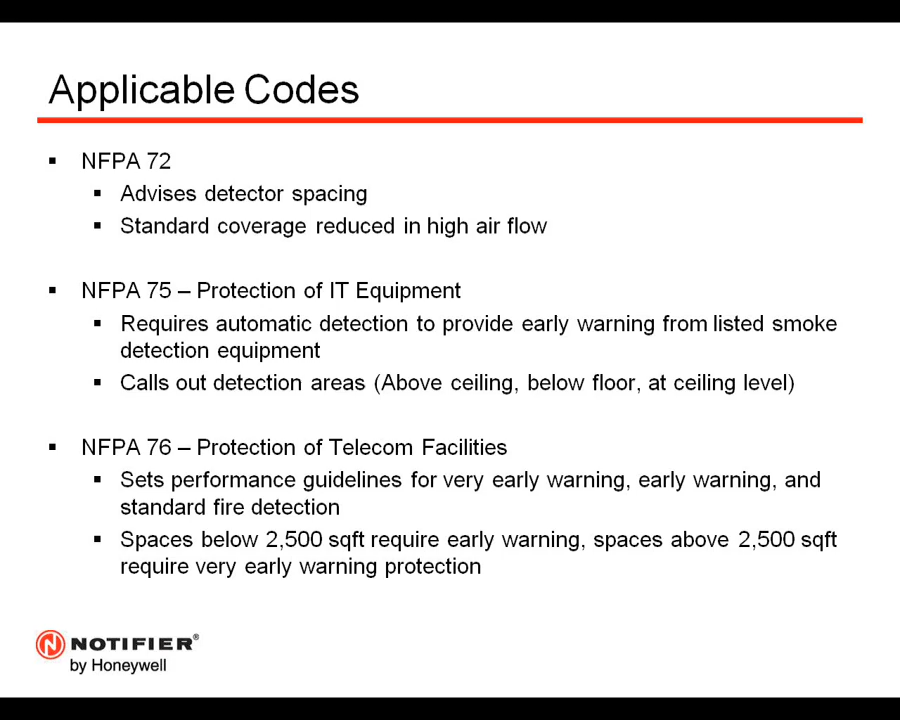 Applicable Codes
▪ NFPA 72
▪ Advises detector spacing
▪ Standard coverage reduced in high air flow
▪ NFPA 75 – Protection of IT Equipment
▪ Requires automatic detection to provide early warning from listed smoke
detection equipment
▪ Calls out detection areas (Above ceiling, below floor, at ceiling level)
▪ NFPA 76 – Protection of Telecom Facilities
▪ Sets performance guidelines for very early warning, early warning, and
standard fire detection
▪ Spaces below 2,500 sqft require early warning, spaces above 2,500 sqft
require very early warning protection
N NOTIFIER®
by Honeywell